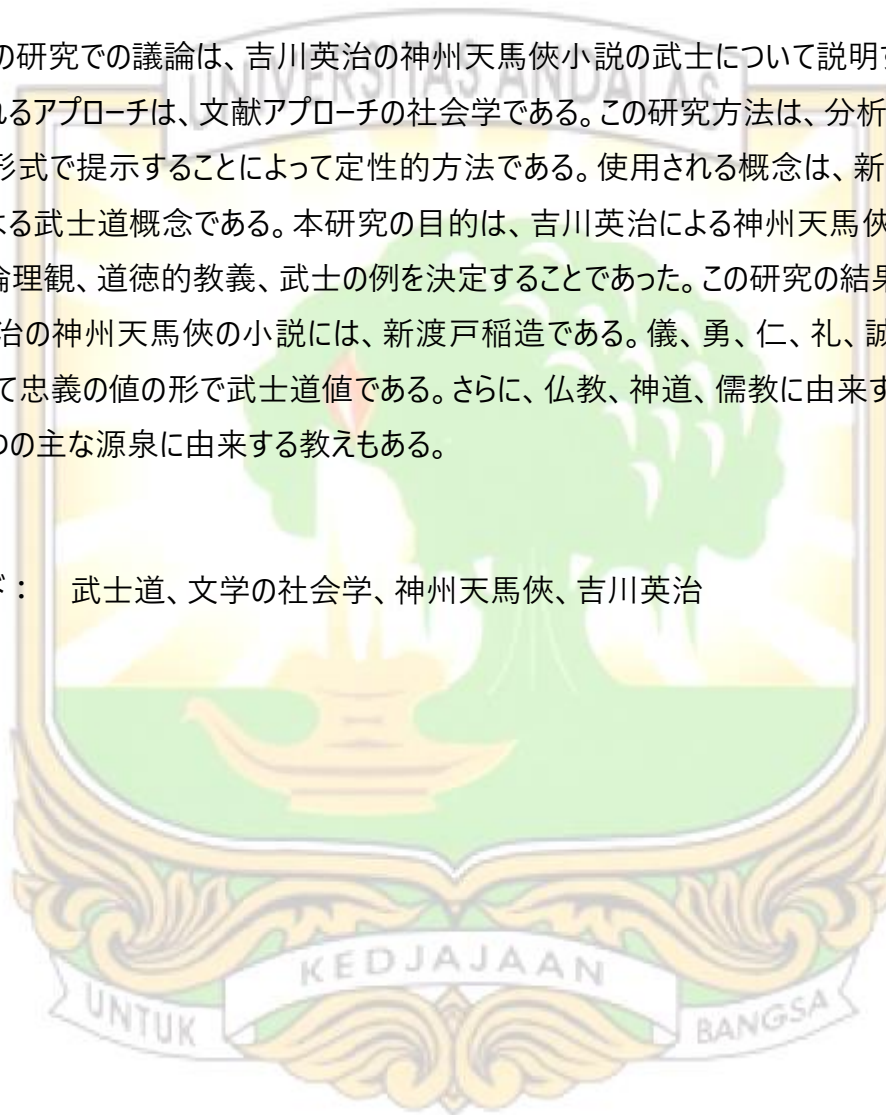 の研究での議論は、吉川英治の神州天馬俠小説の武士について説明
れるアプローチは、文献アプローチの社会学である。この研究方法は、分析
形式で提示することによって定性的方法である。使用される概念は、新
よる武士道概念である。本研究の目的は、吉川英治による神州天馬俠
倫理観、道徳的教義、武士の例を決定することであった。この研究の結果
治の神州天馬俠の小説には、新渡戸稲造である。儀、勇、仁、礼、誠
て忠義の値の形で武士道値である。さらに、仏教、神道、儒教に由来す
つの主な源泉に由来する教えもある。
ド： 武士道、文学の社会学、神州天馬俠、吉川英治
UNIVERSITAS ANDALAS
KEDJAJAAN
UNTUK BANGSA